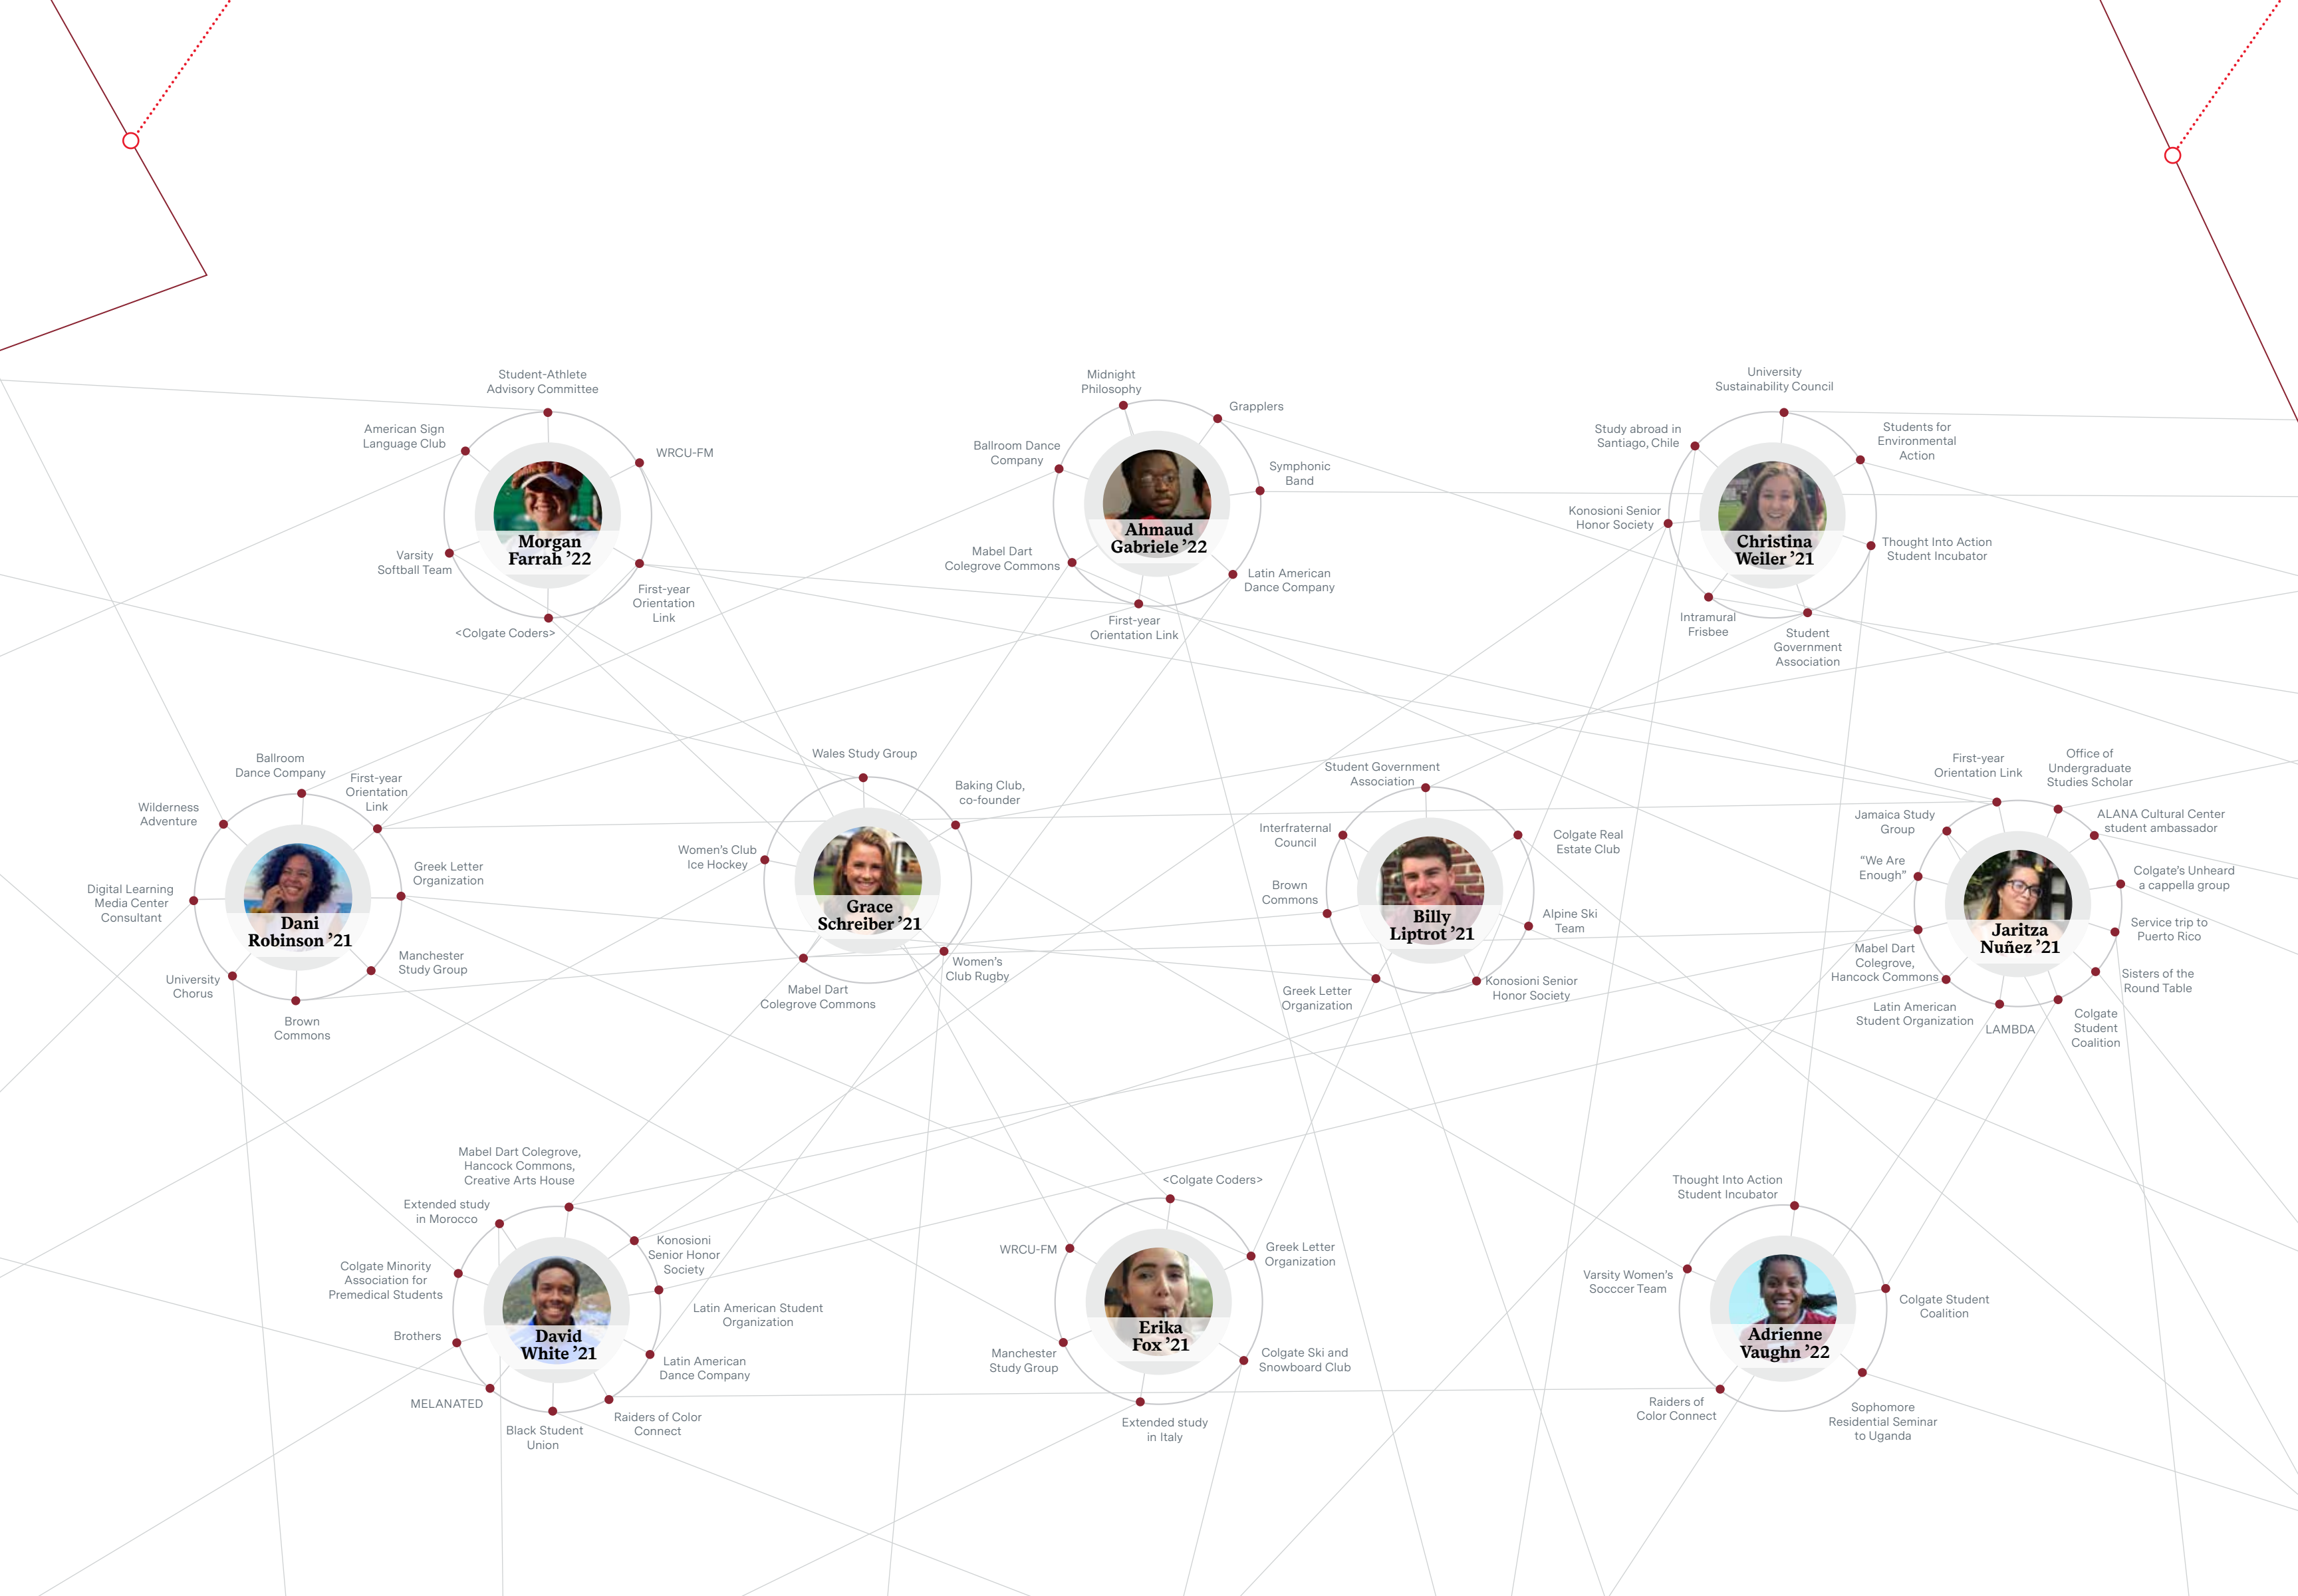 Student-Athlete
Advisory Committee
American Sign
Language Club
WRCU-FM
Morgan
Farrah ’22
Varsity
Softball Team
First-year
Orientation
Link
<Colgate Coders>
Midnight
Philosophy
Grapplers
Ballroom Dance
Company
Symphonic
Band
Ahmaud
Gabriele ’22
Mabel Dart
Colegrove Commons
Latin American
Dance Company
First-year
Orientation Link
University
Sustainability Council
Study abroad in
Santiago, Chile
Students for
Environmental
Action
Konosioni Senior
Honor Society
Christina
Weiler ’21
Thought Into Action
Student Incubator
Intramural
Frisbee
Student
Government
Association
Ballroom
Dance Company
First-year
Orientation
Link
Wilderness
Adventure
Greek Letter
Organization
Digital Learning
Media Center
Consultant
Dani
Robinson ’21
Manchester
Study Group
University
Chorus
Brown
Commons
Wales Study Group
Baking Club,
co-founder
Women’s Club
Ice Hockey
Grace
Schreiber ’21
Women’s
Club Rugby
Mabel Dart
Colegrove Commons
Student Government
Association
Interfraternal
Council
Colgate Real
Estate Club
Brown
Commons
Billy
Liptrot ’21
Alpine Ski
Team
Greek Letter
Organization
Konosioni Senior
Honor Society
First-year
Orientation Link
Office of
Undergraduate
Studies Scholar
Jamaica Study
Group
ALANA Cultural Center
student ambassador
“We Are
Enough”
Colgate’s Unheard
a cappella group
Jaritza
Nuñez ’21
Service trip to
Puerto Rico
Mabel Dart
Colegrove,
Hancock Commons
Sisters of the
Round Table
Latin American
Student Organization
LAMBDA
Colgate
Student
Coalition
Mabel Dart Colegrove,
Hancock Commons,
Creative Arts House
Extended study
in Morocco
Konosioni
Senior Honor
Society
Colgate Minority
Association for
Premedical Students
Latin American Student
Organization
Brothers
David
White ’21
Latin American
Dance Company
MELANATED
Black Student
Union
Raiders of Color
Connect
<Colgate Coders>
WRCU-FM
Greek Letter
Organization
Erika
Fox ’21
Manchester
Study Group
Colgate Ski and
Snowboard Club
Extended study
in Italy
Thought Into Action
Student Incubator
Varsity Women’s
Socccer Team
Colgate Student
Coalition
Adrienne
Vaughn ’22
Raiders of
Color Connect
Sophomore
Residential Seminar
to Uganda